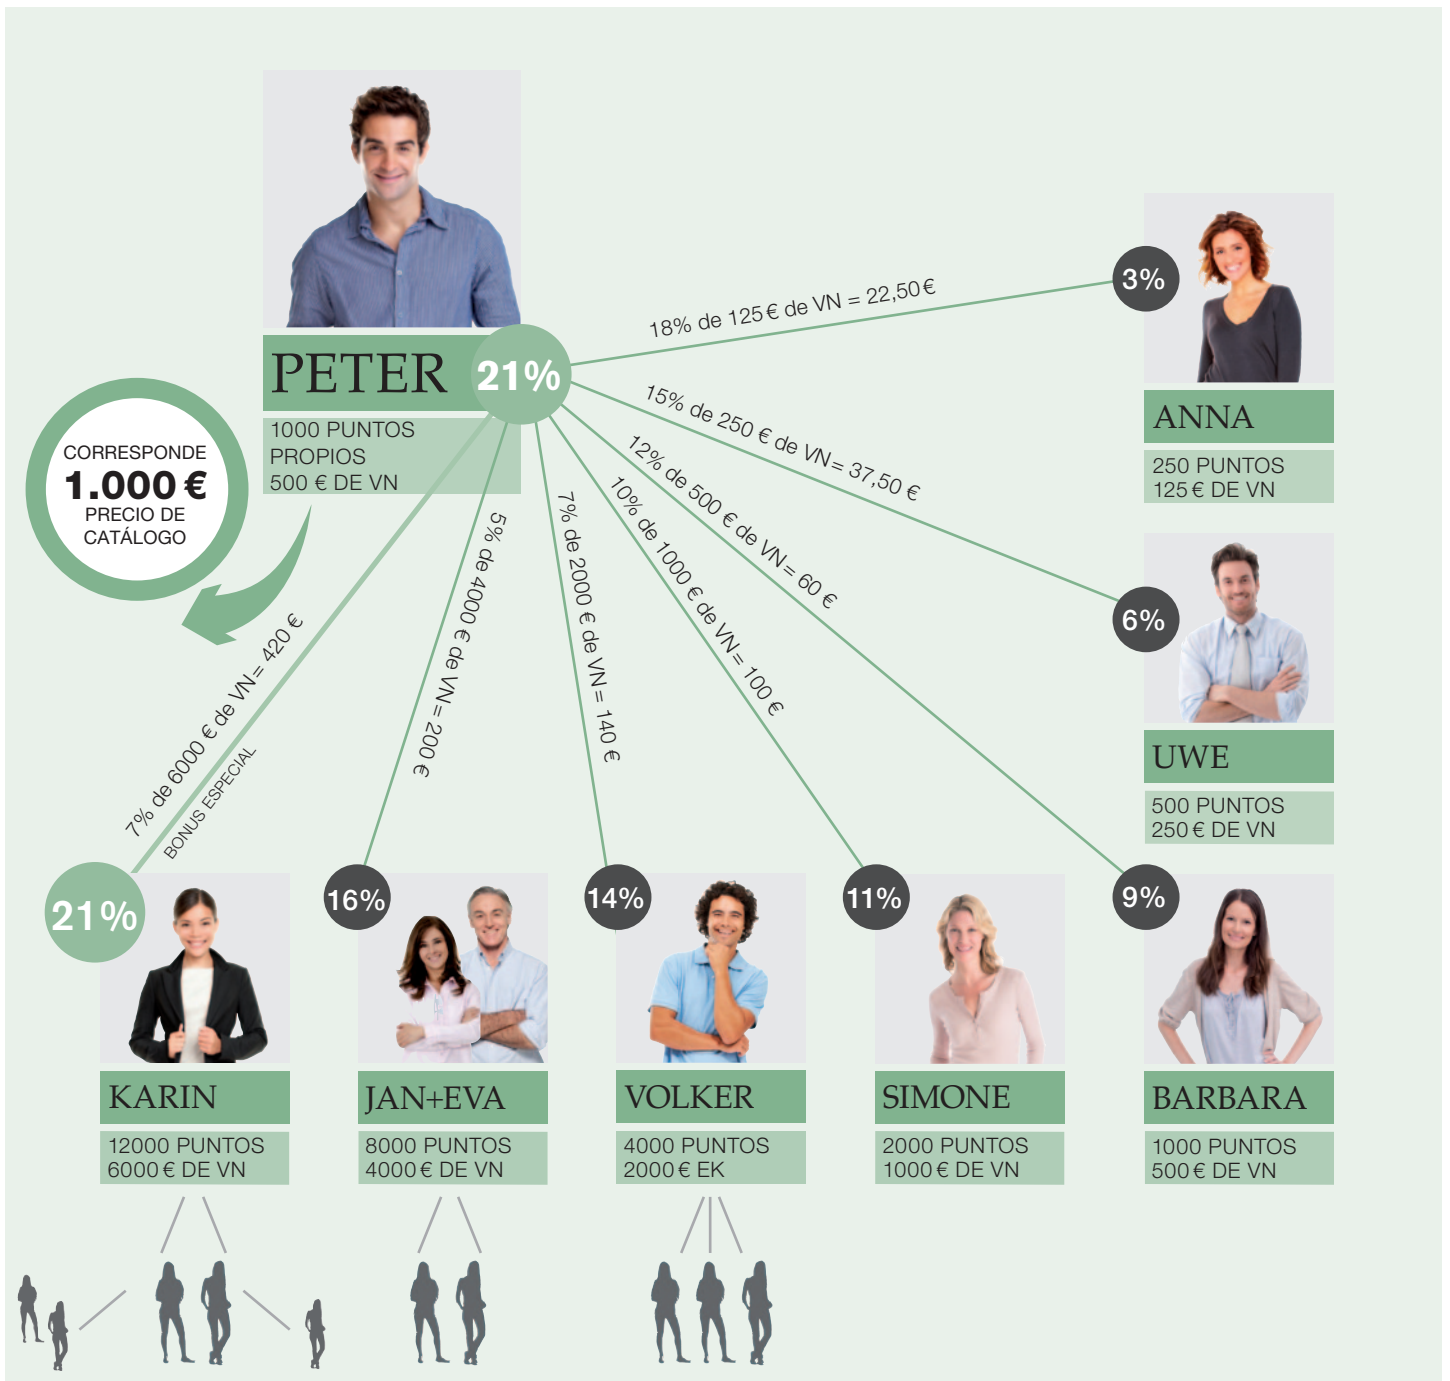 PETER
21%
1000 PUNTOS
PROPIOS
500 € DE VN
CORRESPONDE
1.000 €
PRECIO DE
CATÁLOGO
18% de 125 € de VN = 22,50 €
3%
ANNA
250 PUNTOS
125 € DE VN
15% de 250 € de VN = 37,50 €
6%
UWE
500 PUNTOS
250 € DE VN
12% de 500 € de VN = 60 €
10% de 1000 € de VN = 100 €
7% de 2000 € de VN = 140 €
5% de 4000 € de VN = 200 €
7% de 6000 € de VN = 420 €
BONUS ESPECIAL
21%
KARIN
12000 PUNTOS
6000 € DE VN
16%
JAN+EVA
8000 PUNTOS
4000 € DE VN
14%
VOLKER
4000 PUNTOS
2000 € EK
11%
SIMONE
2000 PUNTOS
1000 € DE VN
9%
BARBARA
1000 PUNTOS
500 € DE VN